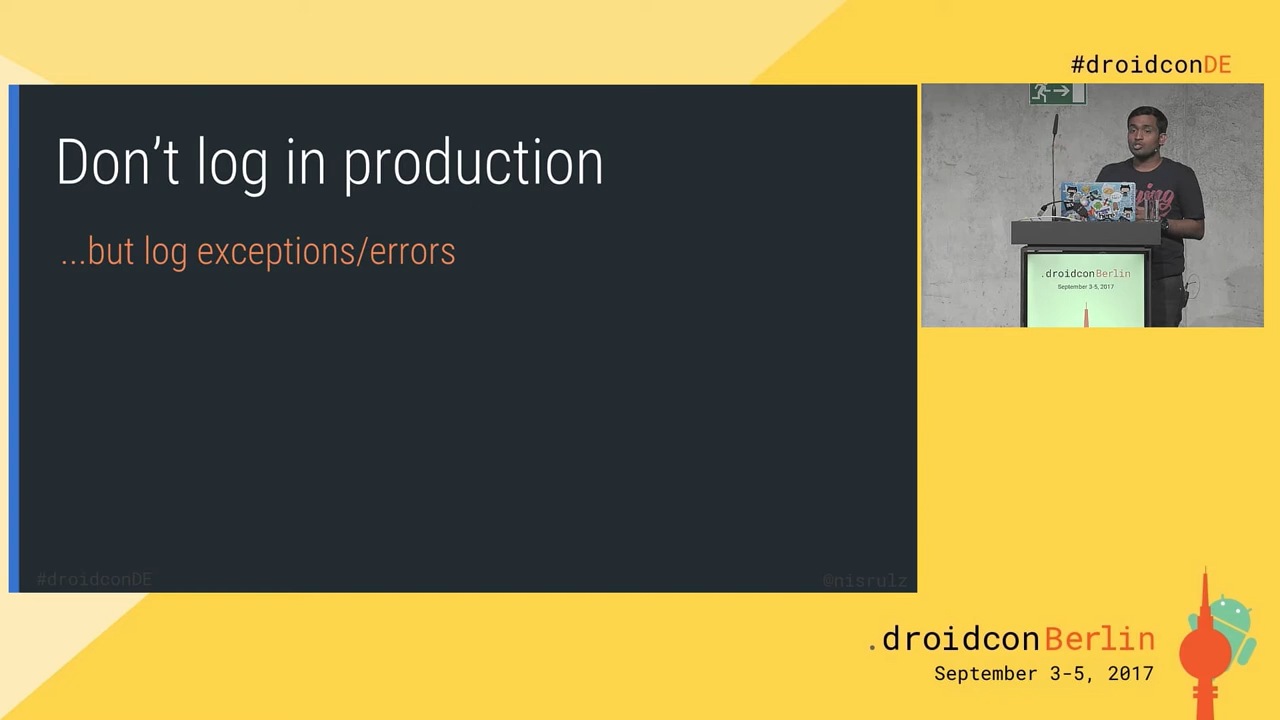 #droidconDE
Don't log in production
...but log exceptions/errors
#droidconDE
@nisrulz
.droidconBerlin
September 3-5, 2017
.droidconBerlin
September 3-5, 2017